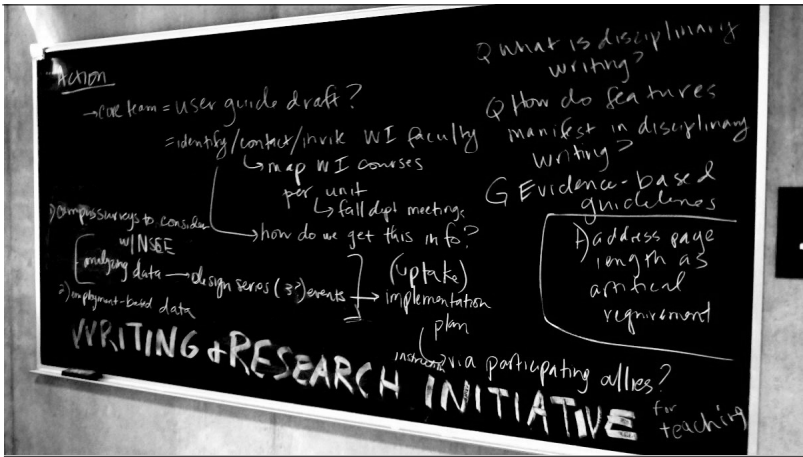 ACTION
→ core team = user guide draft?
= identify/contact/invite WI faculty
↳ map WI courses
per unit
↳ fall dept meetings
↳ how do we get this info?
1) campus surveys to consider
w/NSSE
analyzing data → design series (3?) events →
2) employment-based data
(uptake)
implementation
plan
↳ via participating allies?
Q What is disciplinary
writing?
Q How do features
manifest in disciplinary
writing?
G Evidence-based
guidelines
address page
length as
artificial
requirement
WRITING & RESEARCH INITIATIVE for
teaching